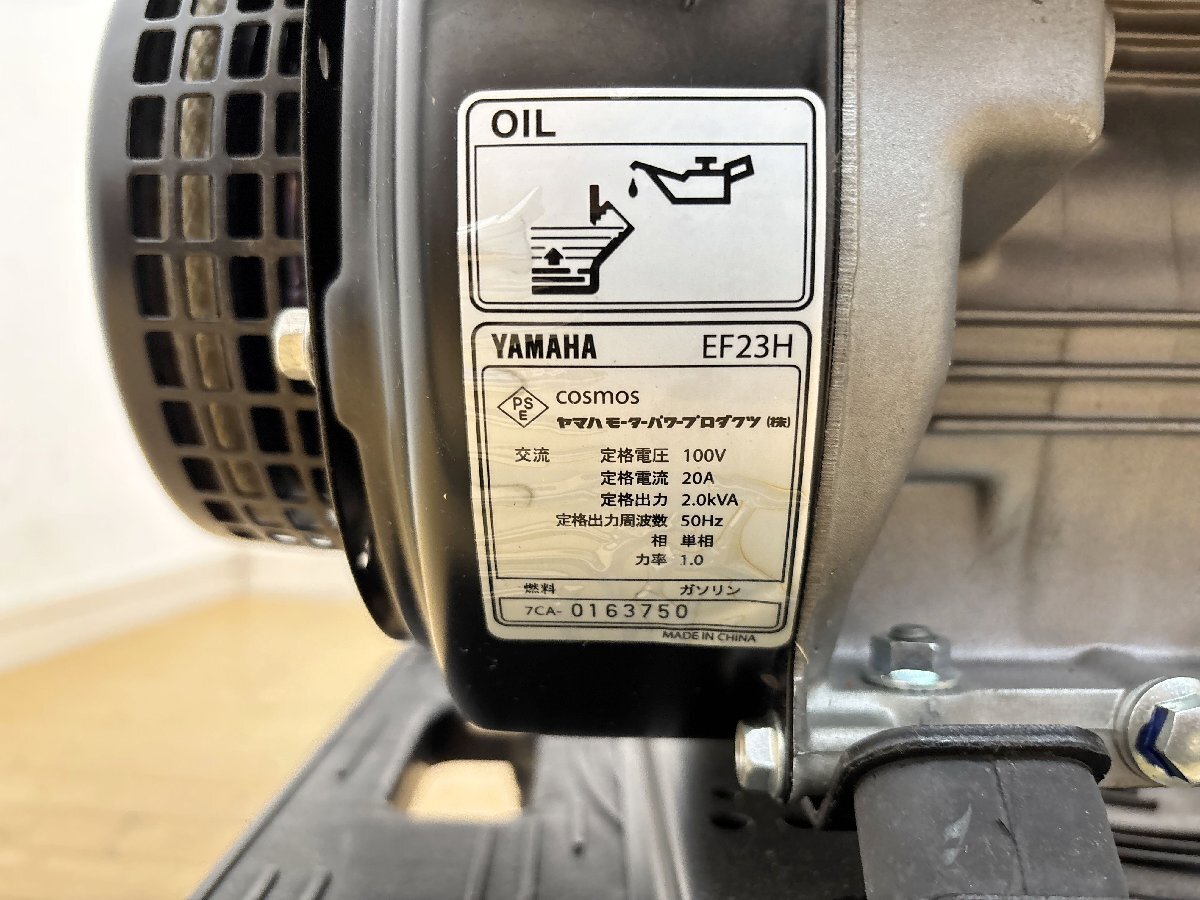 OIL
YAMAHA EF23H
PS
E
cosmos
ヤマハモーターパワープロダクツ(株)
交流 定格電圧 100V
定格電流 20A
定格出力 2.0kVA
定格出力周波数 50Hz
相 単相
力率 1.0
燃料 ガソリン
7CA- 0163750
MADE IN CHINA